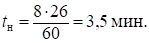 tн = 8·26/60 = 3,5 мин.